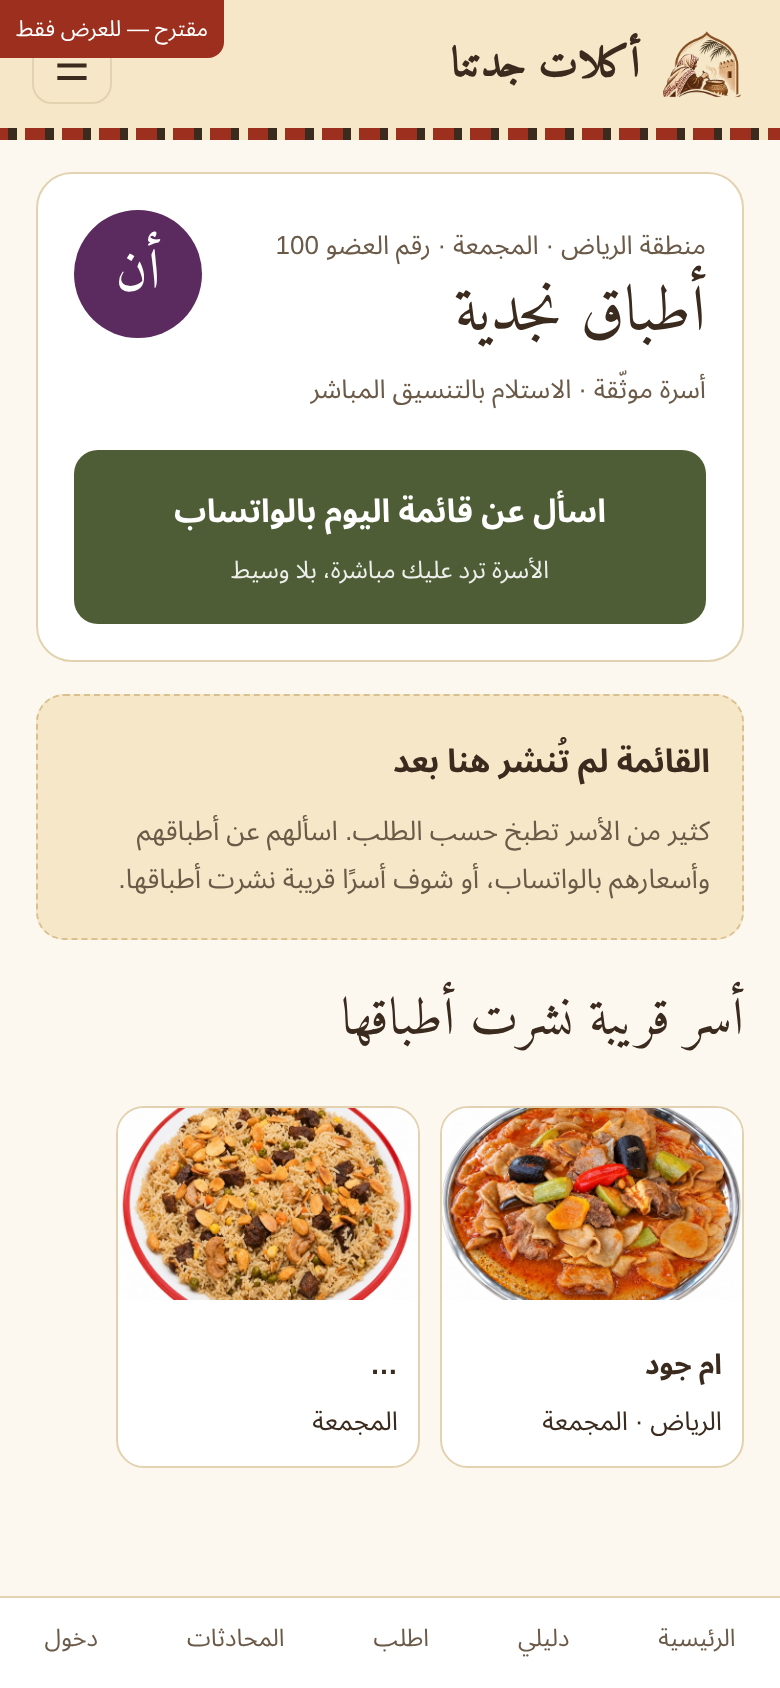 مقترح — للعرض فقط
أكلات جدتنا
منطقة الرياض · المجمعة · رقم العضو 100
أطباق نجدية
أن
أسرة موثّقة · الاستلام بالتنسيق المباشر
اسأل عن قائمة اليوم بالواتساب
الأسرة ترد عليك مباشرة، بلا وسيط
القائمة لم تُنشر هنا بعد
كثير من الأسر تطبخ حسب الطلب. اسألهم عن أطباقهم
وأسعارهم بالواتساب، أو شوف أسرًا قريبة نشرت أطباقها.
أسر قريبة نشرت أطباقها
ام جود
الرياض · المجمعة
...
المجمعة
الرئيسية
دليلي
اطلب
المحادثات
دخول